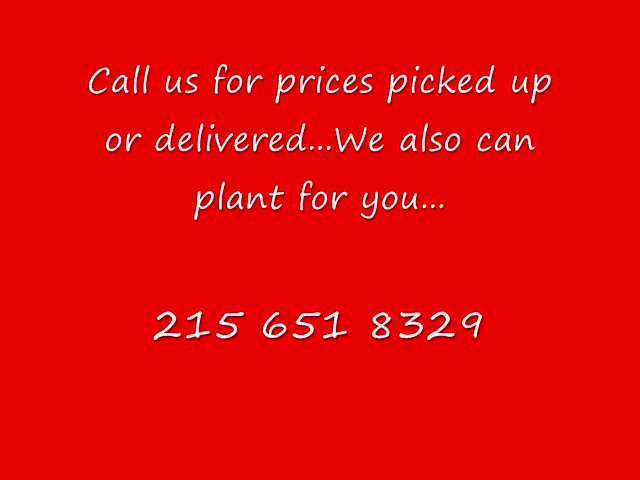 Call us for prices picked up
or delivered...We also can
plant for you...
215 651 8329